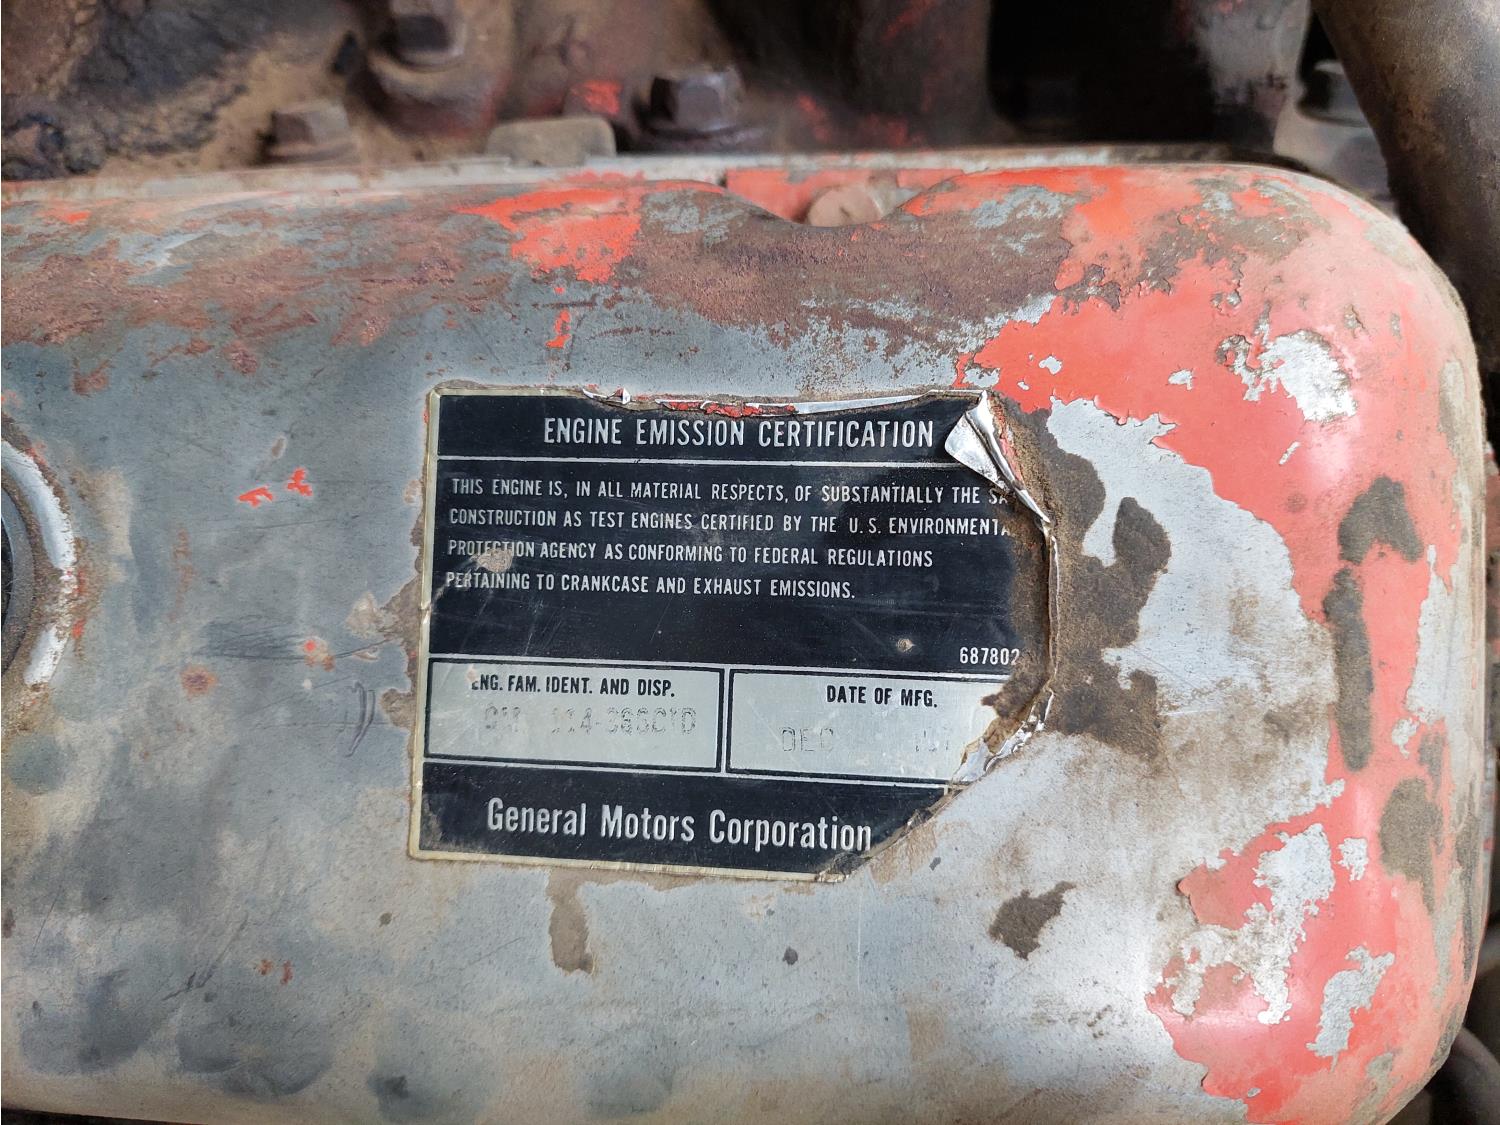 ENGINE EMISSION CERTIFICATION
THIS ENGINE IS, IN ALL MATERIAL RESPECTS, OF SUBSTANTIALLY THE SA
CONSTRUCTION AS TEST ENGINES CERTIFIED BY THE U.S. ENVIRONMENTA
PROTECTION AGENCY AS CONFORMING TO FEDERAL REGULATIONS
PERTAINING TO CRANKCASE AND EXHAUST EMISSIONS.
687802
ENG. FAM. IDENT. AND DISP.
DATE OF MFG.
DEC
General Motors Corporation